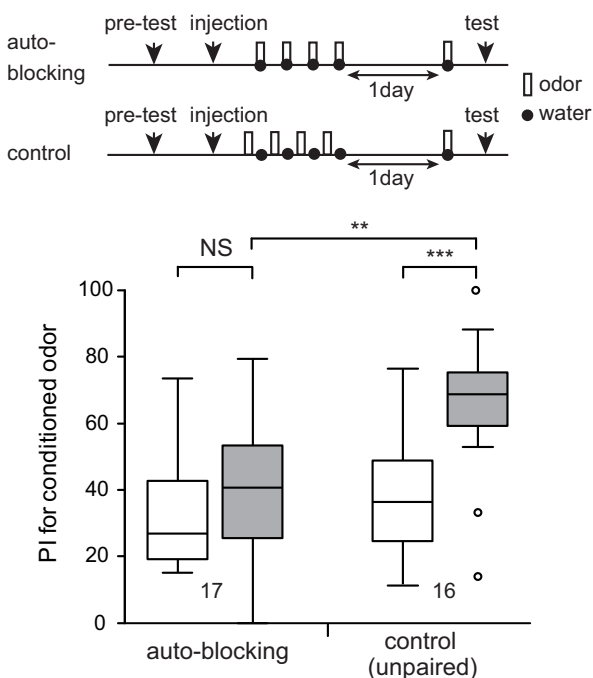 pre-test injection test
auto-
blocking
1day
odor
water
pre-test injection test
control
1day
**
NS
***
100
80
60
40
20
0
PI for conditioned odor
17
16
auto-blocking
control
(unpaired)